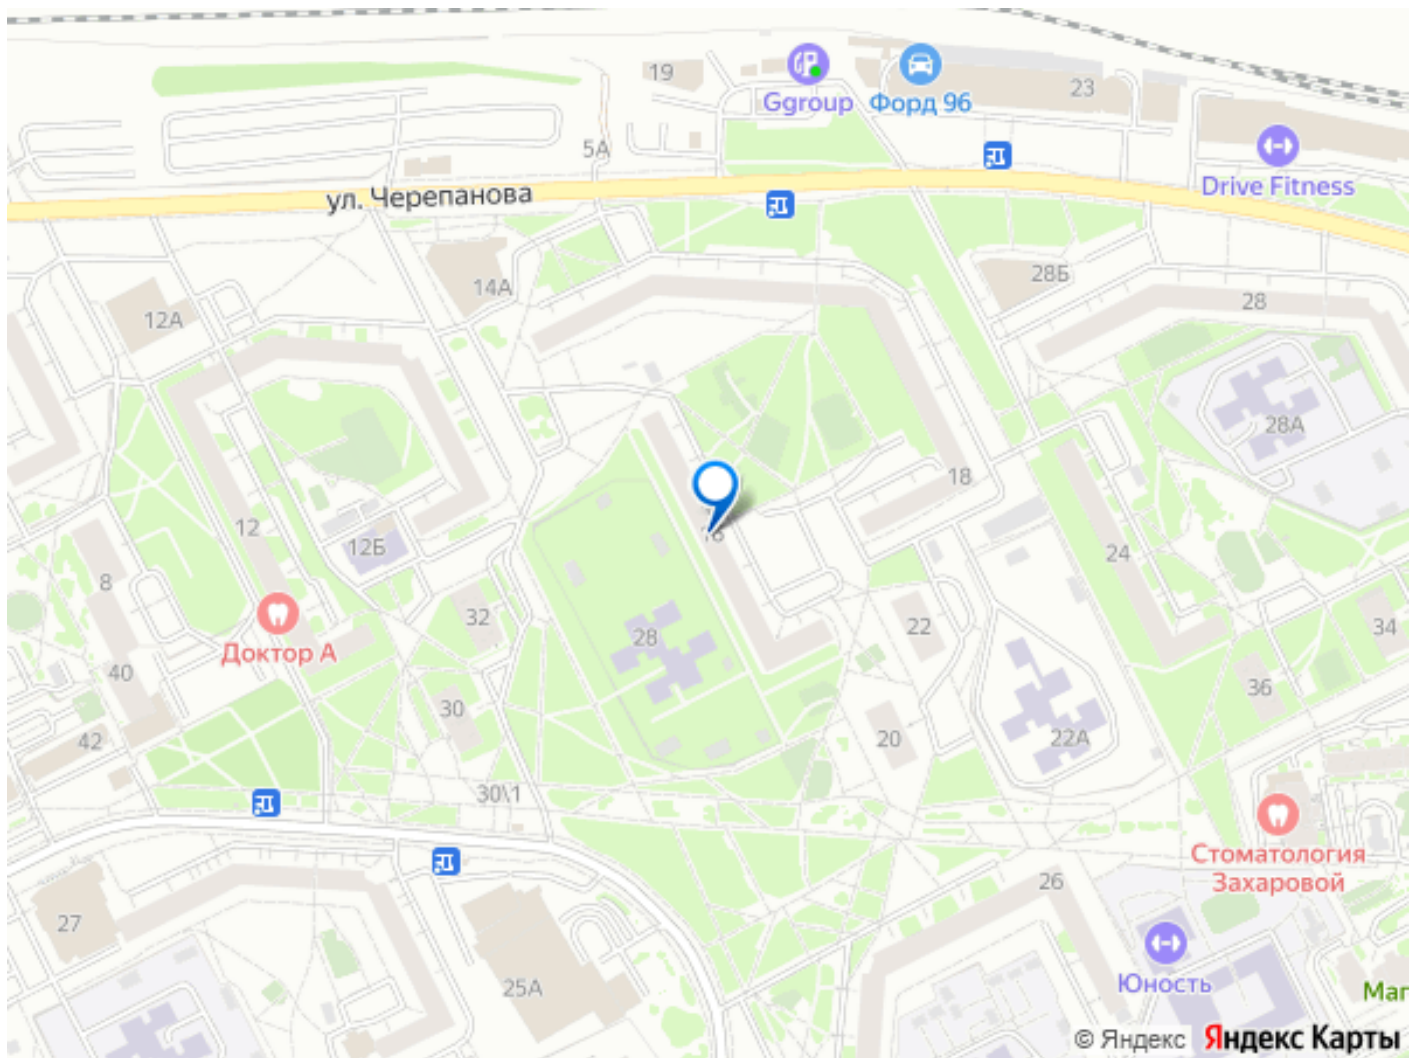 19
Ggroup
Форд 96
23
5А
Drive Fitness
ул. Черепанова
14А
28Б
28
12А
28А
18
12
12Б
16
24
8
32
28
22
34
Доктор А
40
30
36
42
20
22А
30\1
Стоматология
Захаровой
26
27
25А
Юность
Маг
© Яндекс
Яндекс Карты